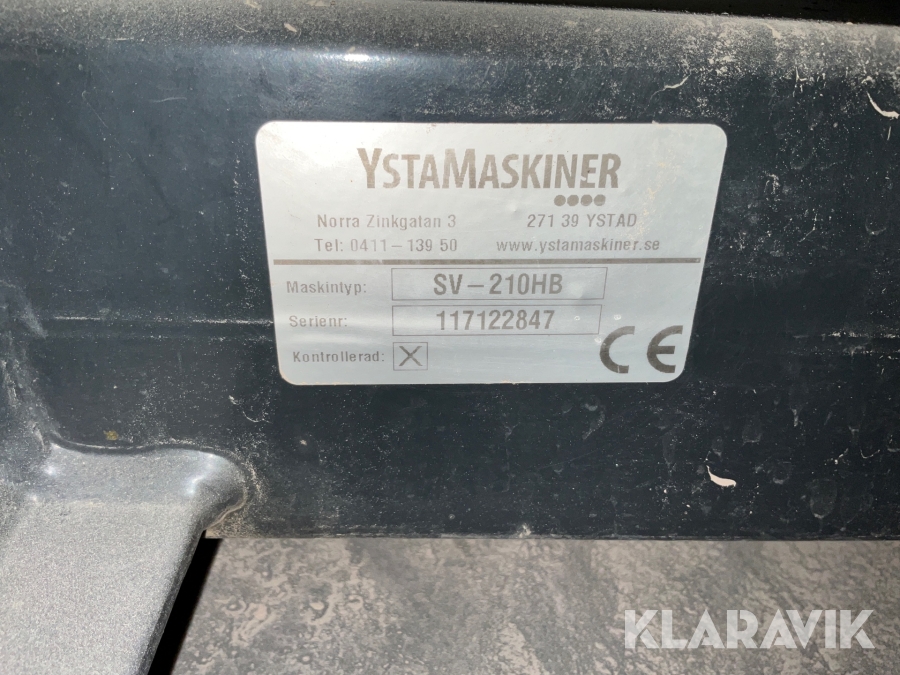 YSTAMASKINER
Norra Zinkgatan 3 271 39 YSTAD
Tel: 0411-139 50 www.ystamaskiner.se
Maskintyp: SV-210HB
Serienr: 117122847
Kontrollerad: X
CE
KLARAVIK